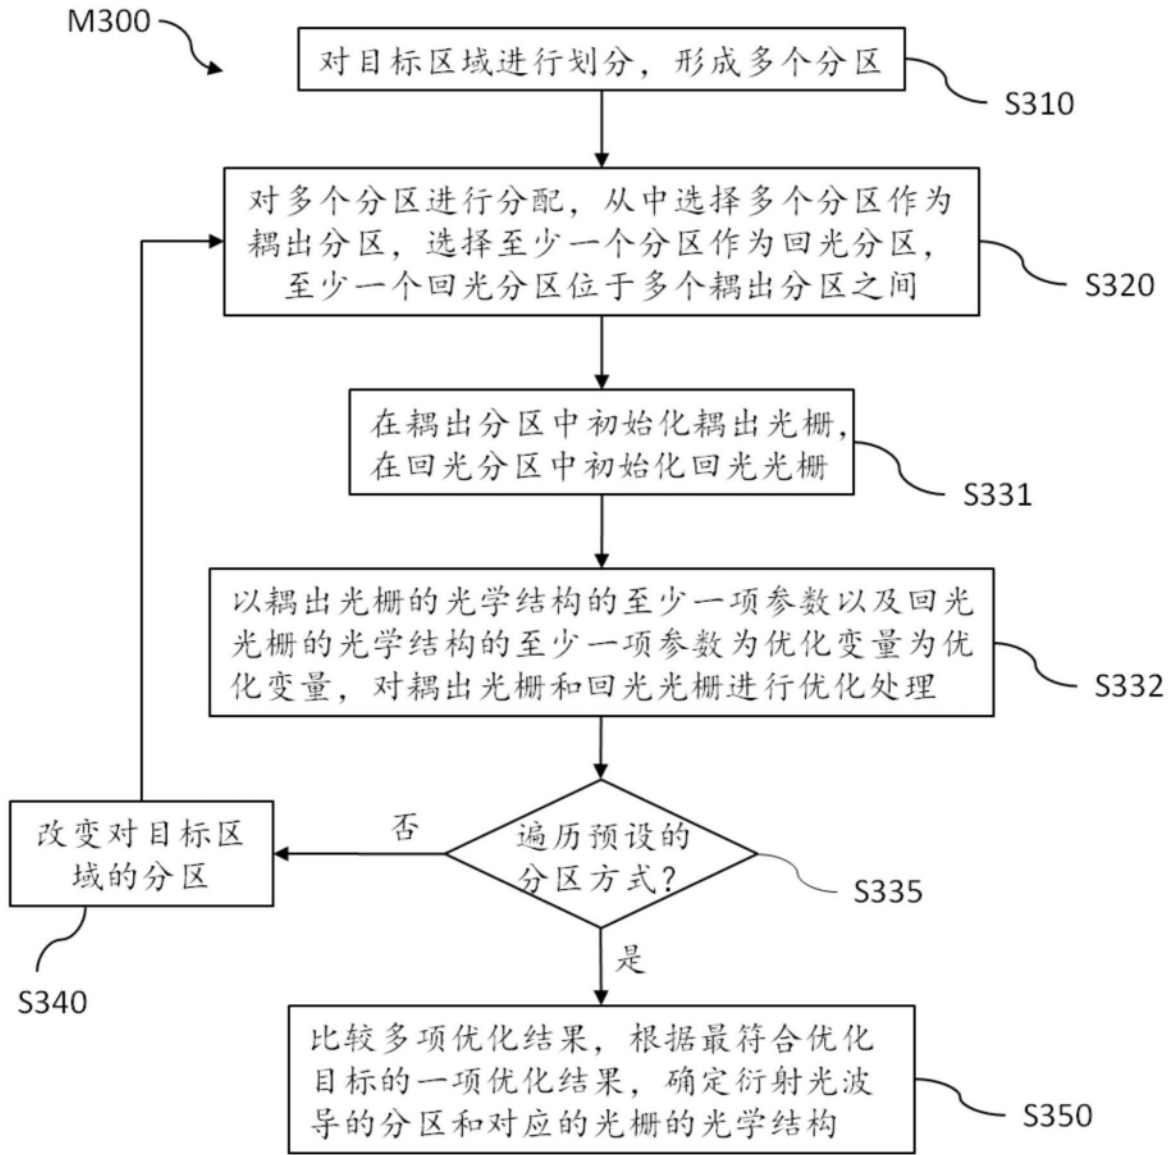 M300
对目标区域进行划分，形成多个分区
S310
对多个分区进行分配，从中选择多个分区作为
耦出分区，选择至少一个分区作为回光分区，
至少一个回光分区位于多个耦出分区之间
S320
在耦出分区中初始化耦出光栅，
在回光分区中初始化回光光栅
S331
以耦出光栅的光学结构的至少一项参数以及回光
光栅的光学结构的至少一项参数为优化变量为优
化变量，对耦出光栅和回光光栅进行优化处理
S332
遍历预设的
分区方式？
S335
否
改变对目标区
域的分区
S340
是
比较多项优化结果，根据最符合优化
目标的一项优化结果，确定衍射光波
导的分区和对应的光栅的光学结构
S350